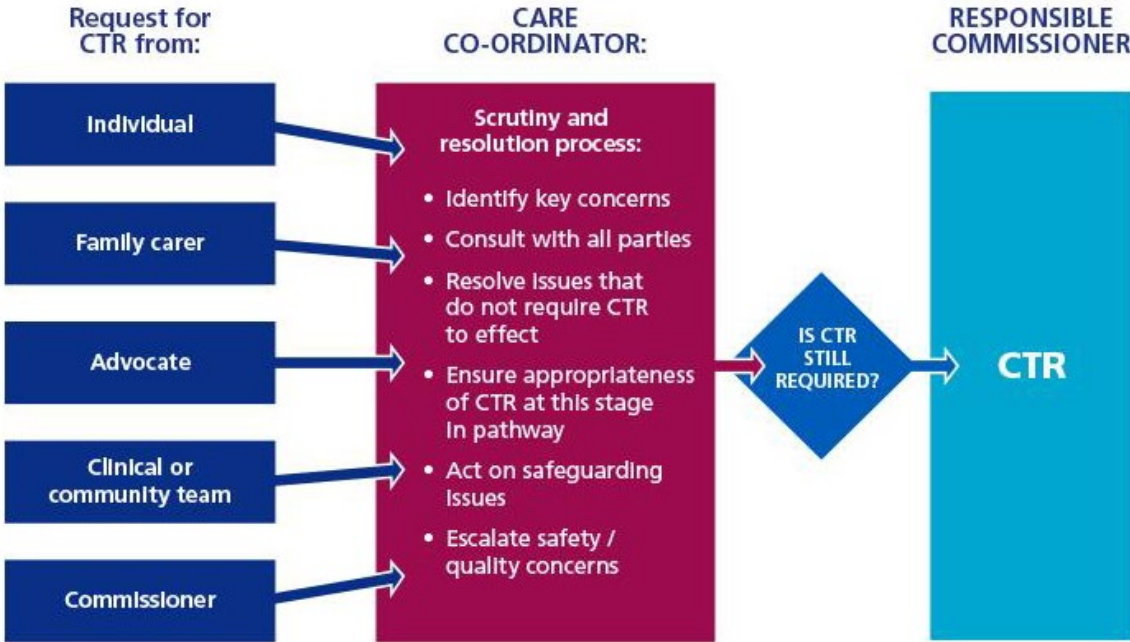 Request for
CTR from:
CARE
CO-ORDINATOR:
RESPONSIBLE
COMMISSIONER
Individual
Family carer
Advocate
Clinical or
community team
Commissioner
Scrutiny and
resolution process:
• Identify key concerns
• Consult with all parties
• Resolve issues that
do not require CTR
to effect
• Ensure appropriateness
of CTR at this stage
in pathway
• Act on safeguarding
issues
• Escalate safety /
quality concerns
IS CTR
STILL
REQUIRED?
CTR